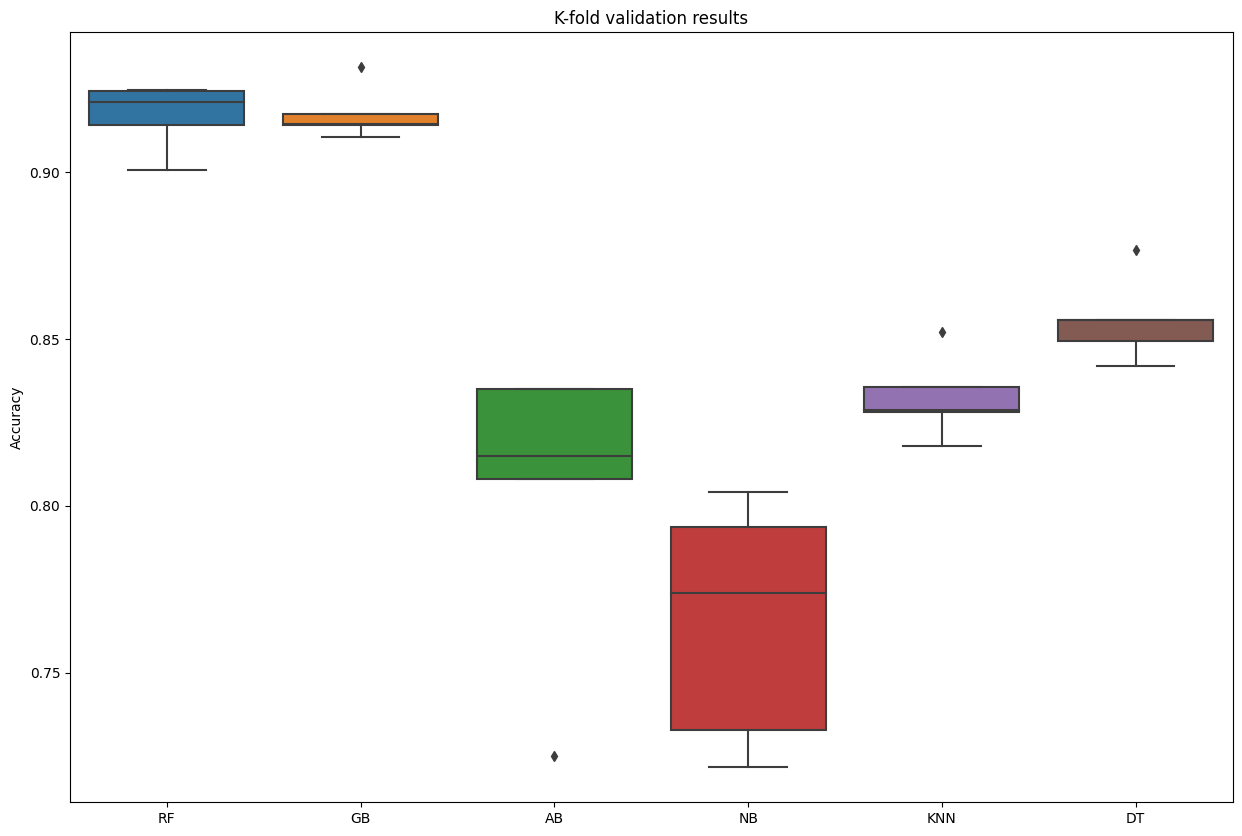 K-fold validation results
Accuracy
0.90
0.85
0.80
0.75
RF GB AB NB KNN DT